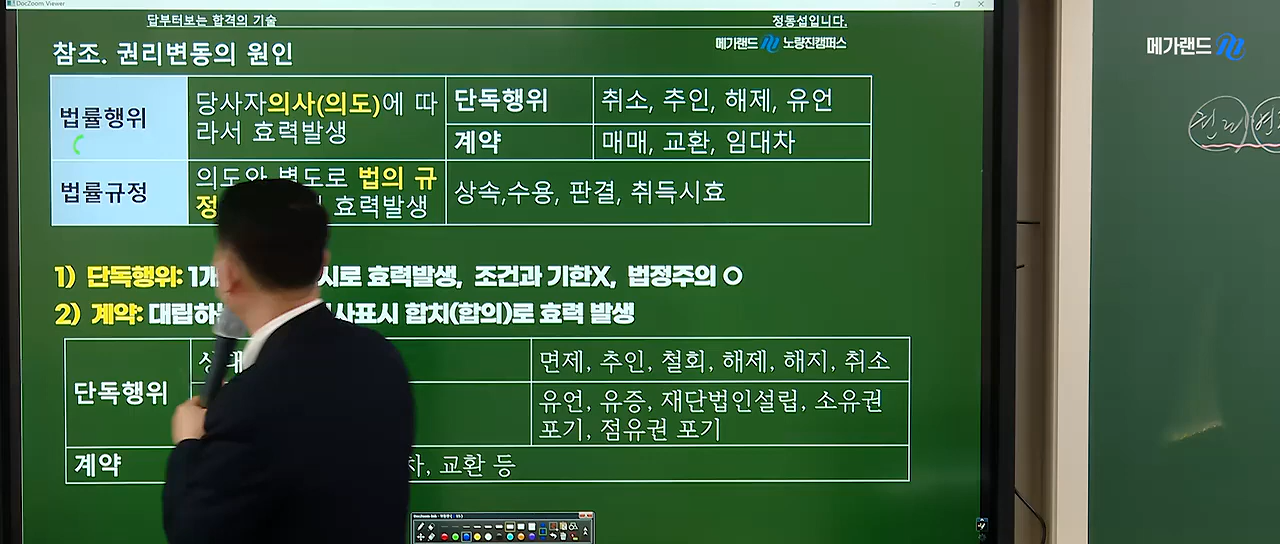 DocZoom Viewer
답부터보는 합격의 기술
정동섭입니다.
메가랜드 노량진캠퍼스
메가랜드
참조. 권리변동의 원인
법률행위
당사자의사(의도)에 따
라서 효력발생
단독행위
취소, 추인, 해제, 유언
계약
매매, 교환, 임대차
법률규정
의도와 별도로 법의 규
정 효력발생
상속,수용, 판결, 취득시효
권리
1) 단독행위: 1개 시로 효력발생, 조건과 기한X, 법정주의 O
2) 계약: 대립하는 사표시 합치(합의)로 효력 발생
단독행위
상대
면제, 추인, 철회, 해제, 해지, 취소
유언, 유증, 재단법인설립, 소유권
포기, 점유권 포기
계약
차, 교환 등